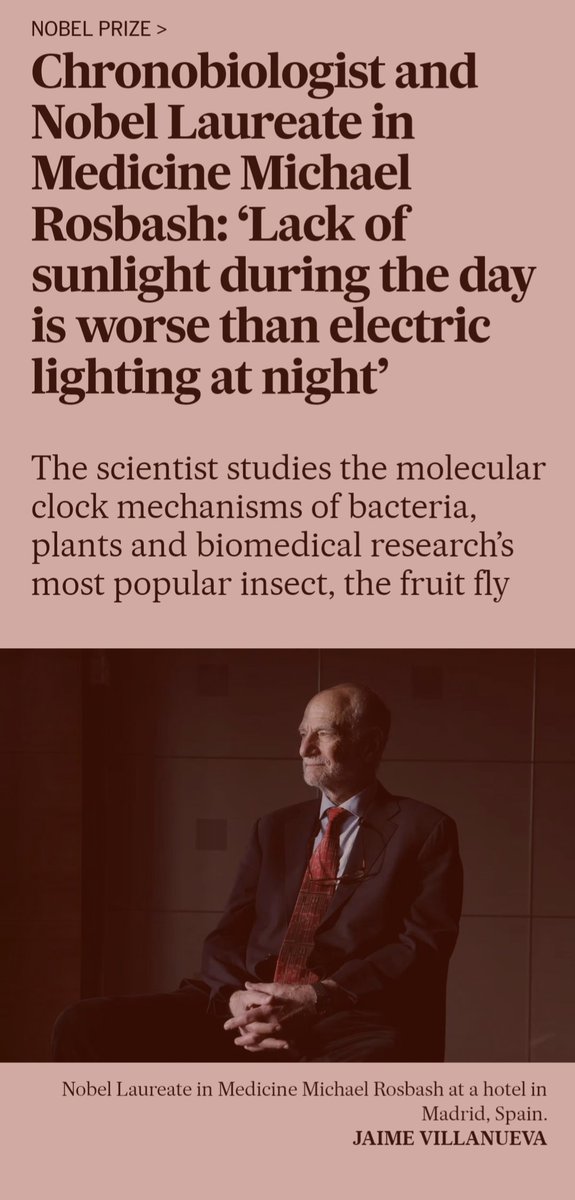 NOBEL PRIZE >
Chronobiologist and
Nobel Laureate in
Medicine Michael
Rosbash: ‘Lack of
sunlight during the day
is worse than electric
lighting at night’
The scientist studies the molecular
clock mechanisms of bacteria,
plants and biomedical research’s
most popular insect, the fruit fly
Nobel Laureate in Medicine Michael Rosbash at a hotel in
Madrid, Spain.
JAIME VILLANUEVA